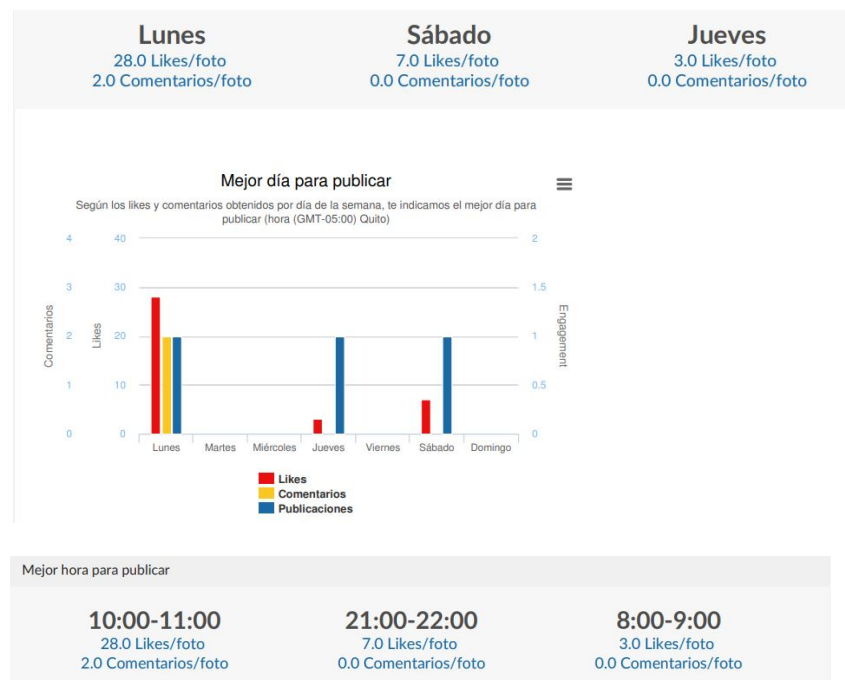 Lunes Sábado Jueves
28.0 Likes/foto 7.0 Likes/foto 3.0 Likes/foto
2.0 Comentarios/foto 0.0 Comentarios/foto 0.0 Comentarios/foto
Mejor día para publicar
Según los likes y comentarios obtenidos por día de la semana, te indicamos el mejor día para
publicar (hora (GMT-05:00) Quito)
4 40 2
3 30 1.5
Comentarios Likes Engagement
2 20 1
1 10 0.5
0 0 0
Lunes Martes Miércoles Jueves Viernes Sábado Domingo
Likes
Comentarios
Publicaciones
Mejor hora para publicar
10:00-11:00 21:00-22:00 8:00-9:00
28.0 Likes/foto 7.0 Likes/foto 3.0 Likes/foto
2.0 Comentarios/foto 0.0 Comentarios/foto 0.0 Comentarios/foto